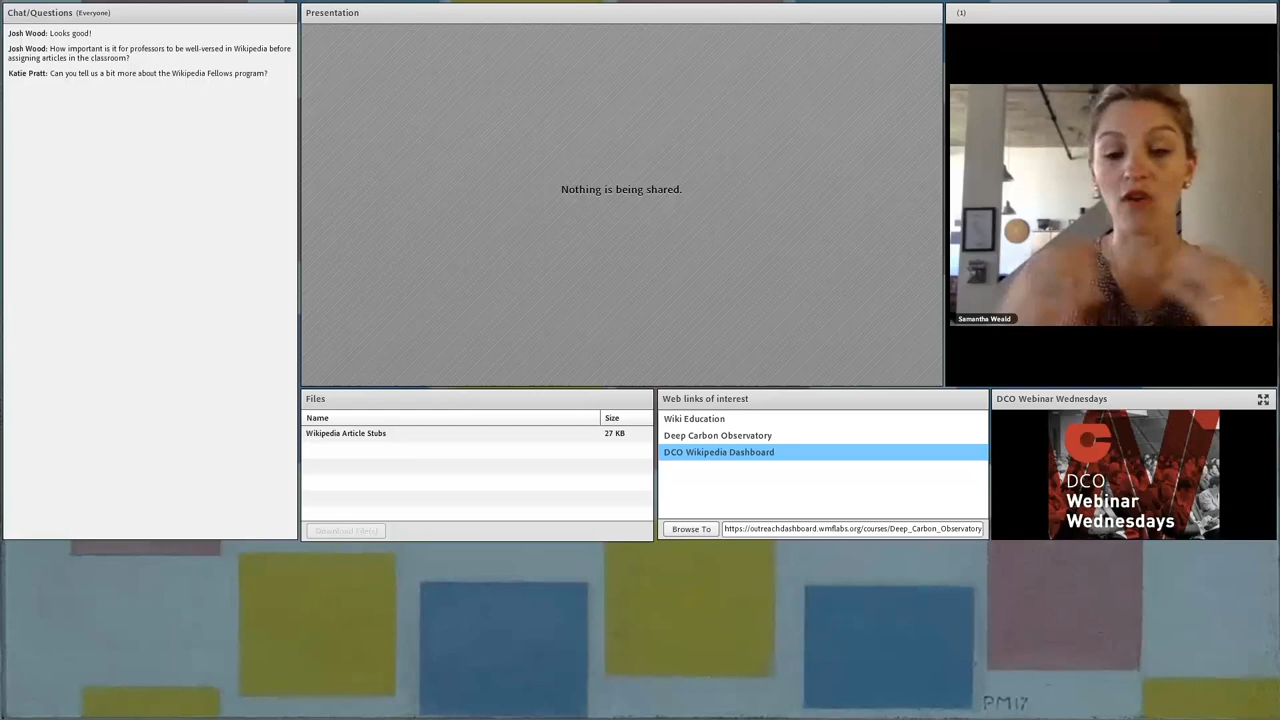 Chat/Questions (Everyone)
Josh Wood: Looks good!
Josh Wood: How important is it for professors to be well-versed in Wikipedia before
assigning articles in the classroom?
Katie Pratt: Can you tell us a bit more about the Wikipedia Fellows program?
Presentation
Nothing is being shared.
(1)
Samantha Weald
Files
Name Size
Wikipedia Article Stubs 27 KB
Download File(s)
Web links of interest
Wiki Education
Deep Carbon Observatory
DCO Wikipedia Dashboard
Browse To https://outreachdashboard.wmflabs.org/courses/Deep_Carbon_Observatory
DCO Webinar Wednesdays
DCO
Webinar
Wednesdays
PM17